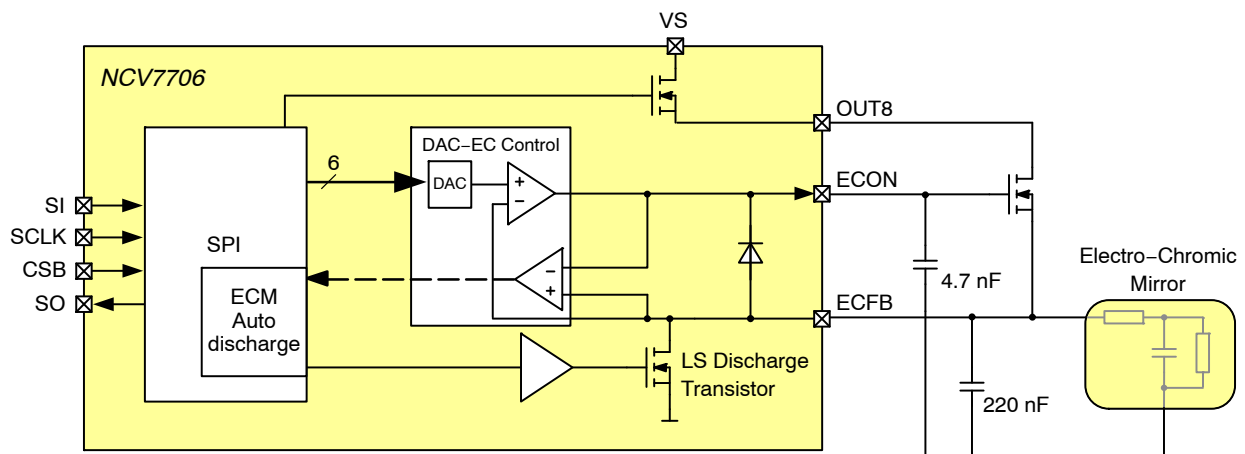 VS
NCV7706
OUT8
DAC−EC Control
6
DAC
+
−
ECON
SI
SCLK
CSB
SO
SPI
−
+
ECM
Auto
discharge
4.7 nF
Electro−Chromic
Mirror
ECFB
LS Discharge
Transistor
220 nF